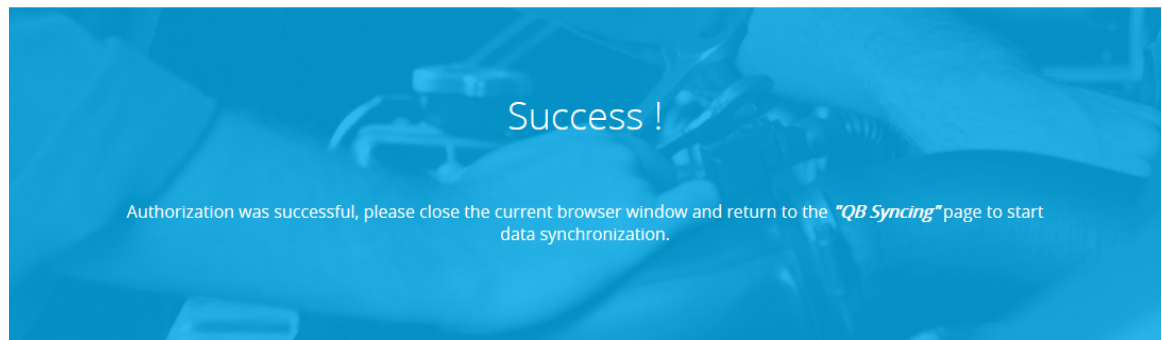 Success !
Authorization was successful, please close the current browser window and return to the "QB Syncing" page to start
data synchronization.